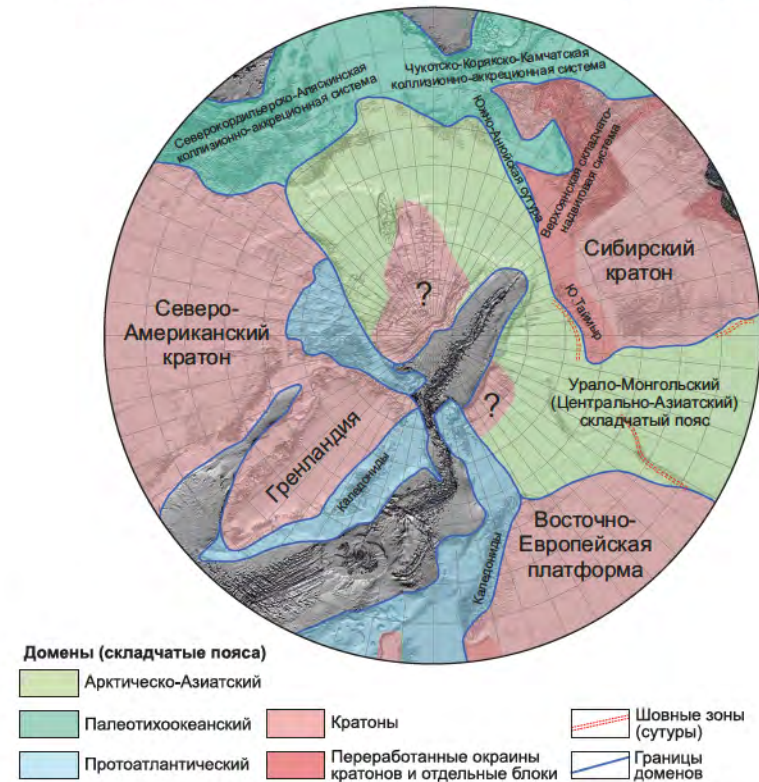 Северокордильерско-Аляскинская
коллизионно-аккреционная система
Чукотско-Корякско-Камчатская
коллизионно-аккреционная система
Южно-Анюйская сутура
Верхоянская складчато-
надвиговая система
Сибирский
кратон
Ю Таймыр
?
Северо-
Американский
кратон
Урало-Монгольский
(Центрально-Азиатский)
складчатый пояс
?
Гренландия
Каледониды
Восточно-
Европейская
платформа
Каледониды
Домены (складчатые пояса)
Арктическо-Азиатский
Палеотихоокеанский
Протоатлантический
Кратоны
Переработанные окраины
кратонов и отдельные блоки
Шовные зоны
(сутуры)
Границы
доменов